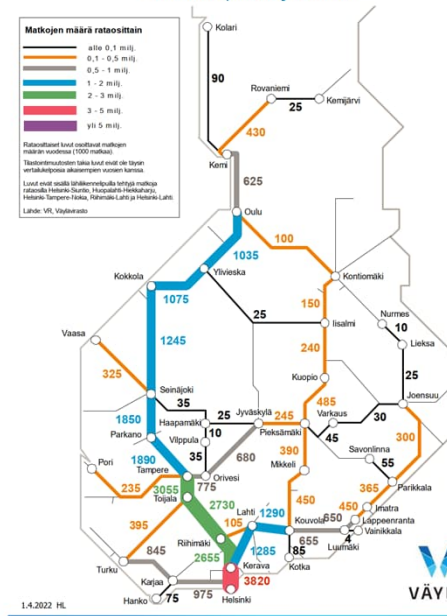 Matkojen määrä rataosittain
alle 0,1 milj.
0,1 - 0,5 milj.
0,5 - 1 milj.
1 - 2 milj.
2 - 3 milj.
3 - 5 milj.
yli 5 milj.
Rataosittaiset luvut osoittavat matkojen
määrän vuodessa (1000 matkaa).
Tilastointimuutosten takia luvut eivät ole täysin
vertailukelpoisia aikaisempien vuosien kanssa.
Luvut eivät sisällä lähiliikennelipuilla tehtyjä matkoja
rataosilla Helsinki-Siuntio, Huopalahti-Hiekkaharju,
Helsinki-Tampere-Nokia, Riihimäki-Lahti ja Helsinki-Lahti.
Lähde: VR, Väylävirasto
Kolari
90
Rovaniemi
25
Kemijärvi
430
Kemi
625
Oulu
100
1035
Ylivieska
Kontiomäki
Kokkola
1075
150
25
Iisalmi
Nurmes
10
Lieksa
1245
240
Vaasa
325
Kuopio
25
Seinäjoki
35
485
Joensuu
1850
Haapamäki
25
Jyväskylä
245
Varkaus
30
Parkano
10
Pieksämäki
45
300
Vilppula
680
390
Savonlinna
1890
35
Mikkeli
55
Pori
Tampere
775
Orivesi
365
Parikkala
235
3055
Toijala
2730
450
450
Imatra
395
105
Lahti
1290
Kouvola
650
Lappeenranta
Riihimäki
655
4
Vainikkala
Luumäki
845
2655
1285
85
Turku
Kerava
Kotka
Karjaa
975
3820
Hanko
75
Helsinki
1.4.2022 HL
VÄY